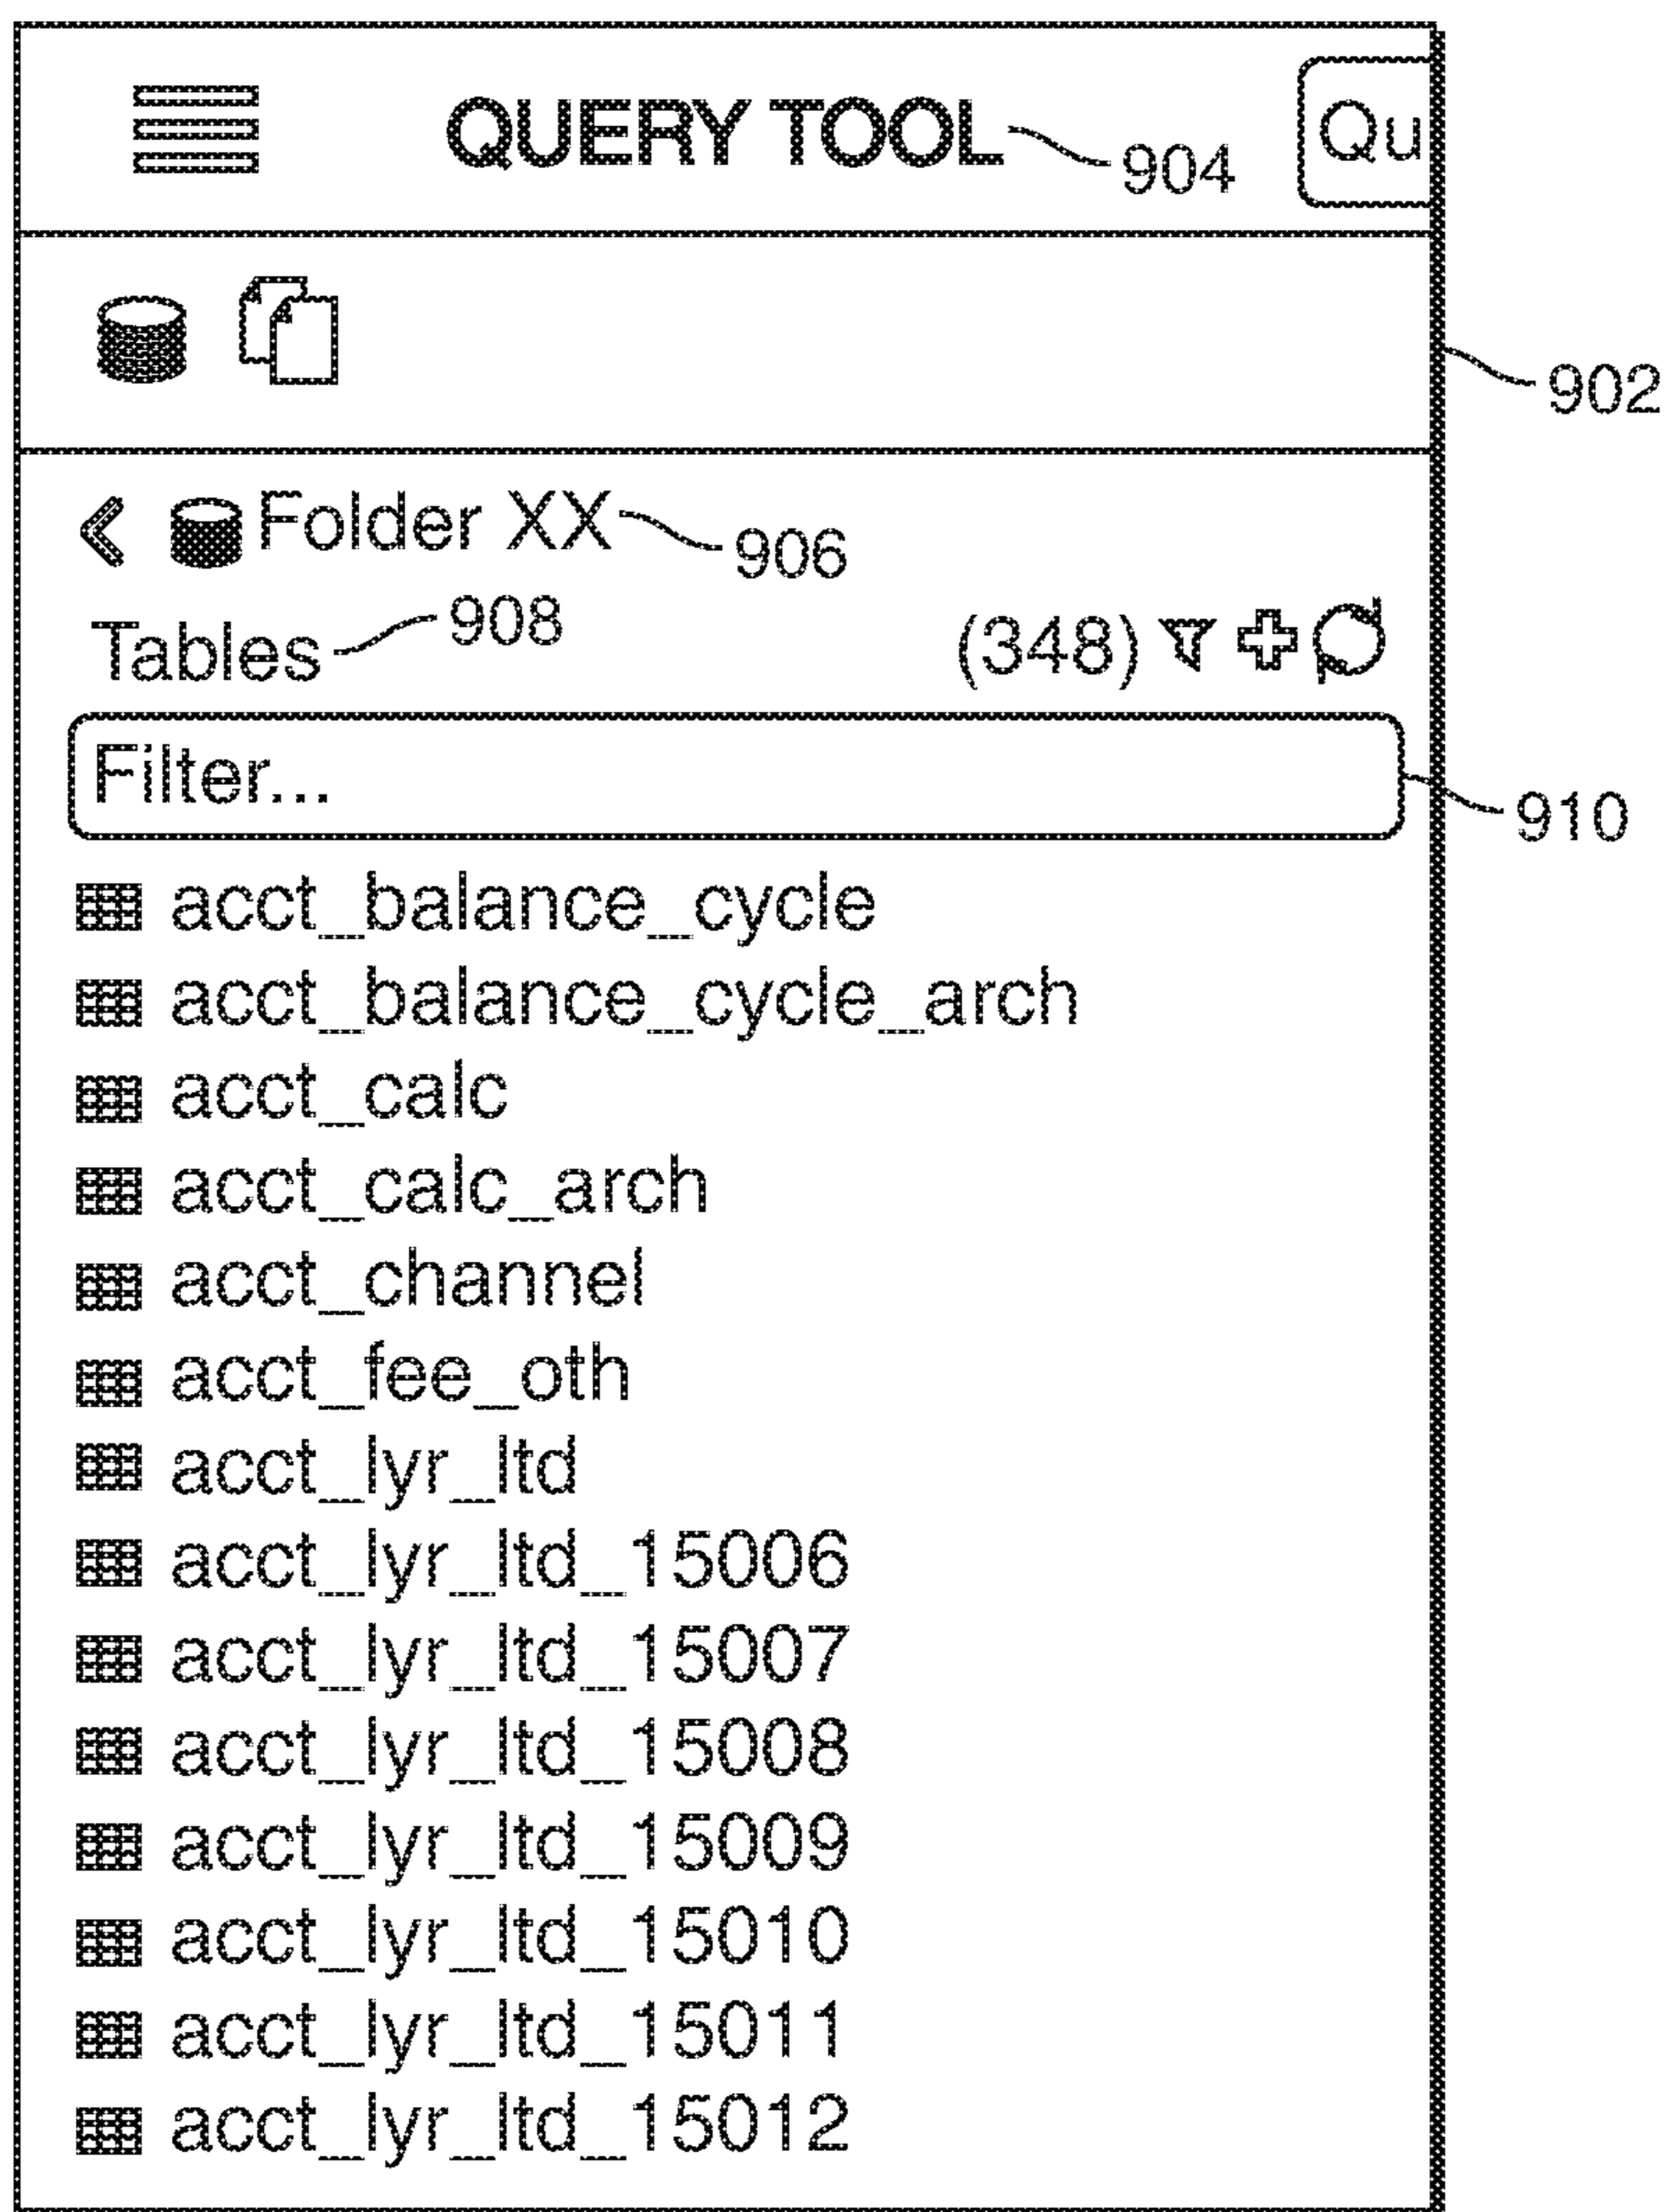 QUERY TOOL 904 Qu
902
Folder XX 906
Tables 908 (348)
Filter...
910
acct_balance_cycle
acct_balance_cycle_arch
acct_calc
acct_calc_arch
acct_channel
acct_fee_oth
acct_lyr_ltd
acct_lyr_ltd_15006
acct_lyr_ltd_15007
acct_lyr_ltd_15008
acct_lyr_ltd_15009
acct_lyr_ltd_15010
acct_lyr_ltd_15011
acct_lyr_ltd_15012